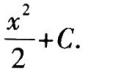 x²/2 + C.